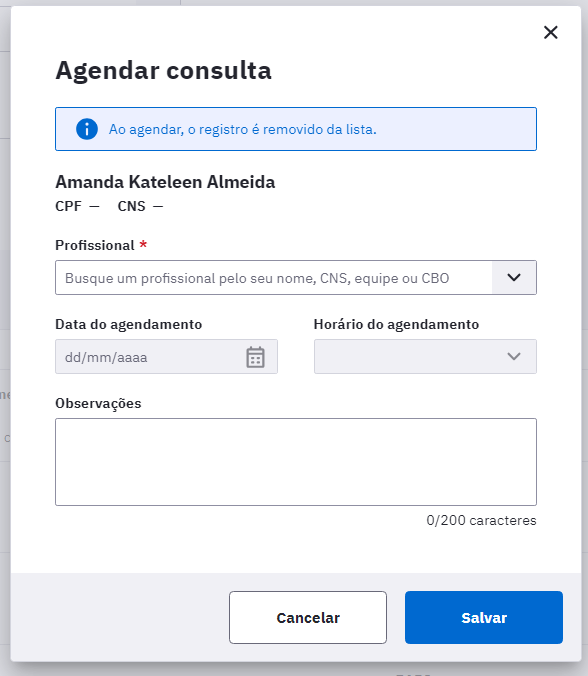 Agendar consulta
Ao agendar, o registro é removido da lista.
Amanda Kateleen Almeida
CPF — CNS —
Profissional *
Busque um profissional pelo seu nome, CNS, equipe ou CBO
Data do agendamento Horário do agendamento
dd/mm/aaaa
Observações
0/200 caracteres
Cancelar Salvar